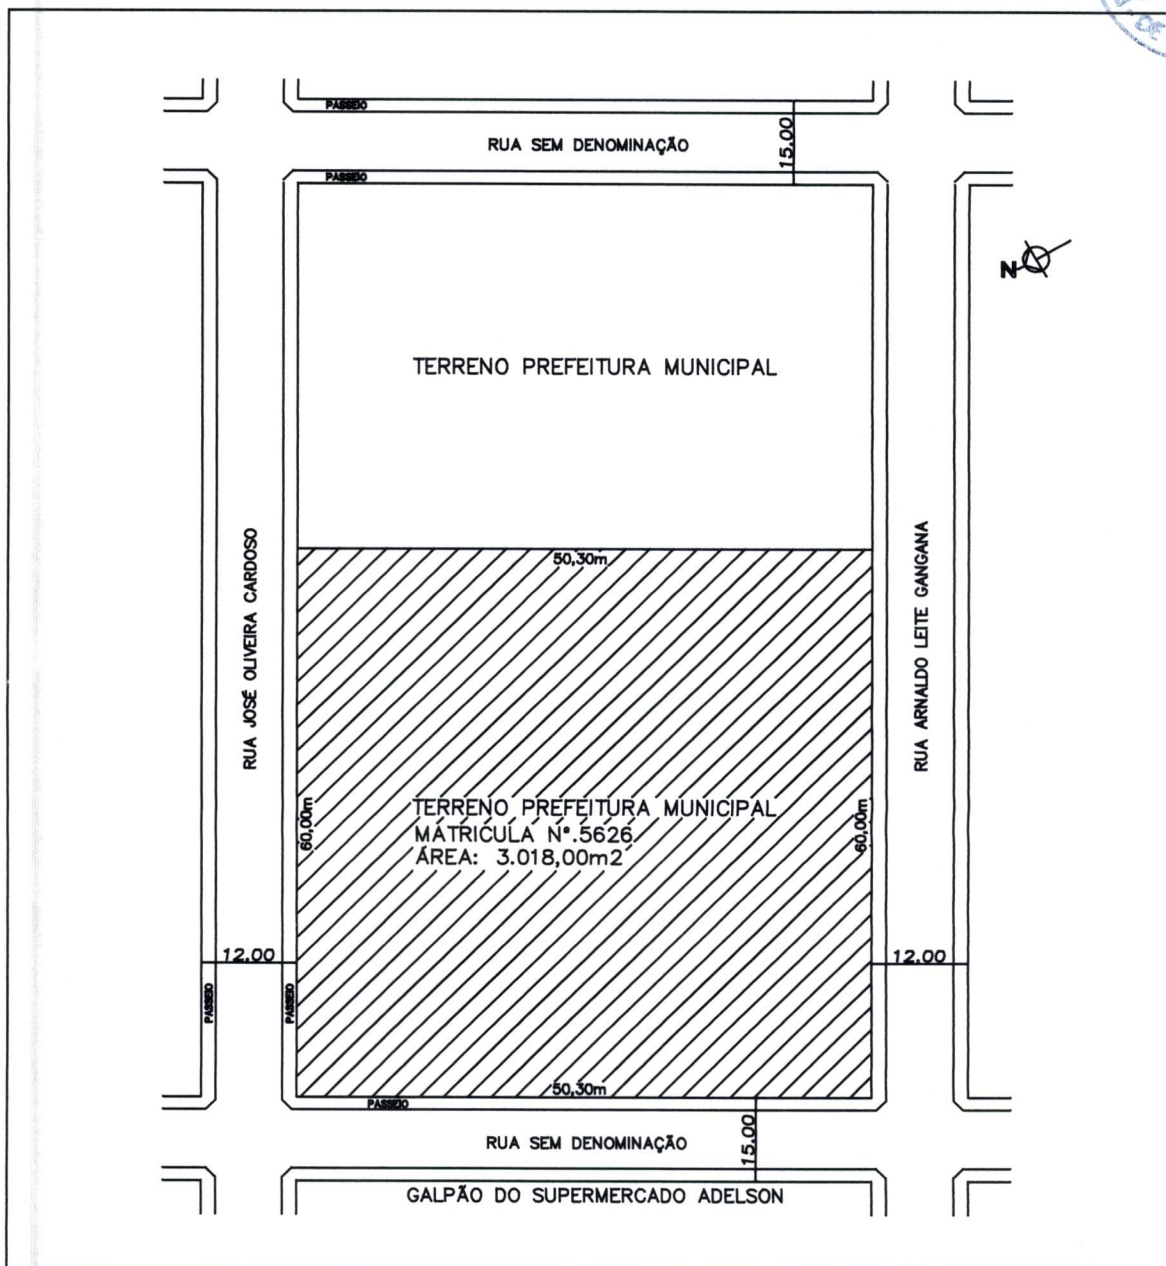 DE
PASSEIO
RUA SEM DENOMINAÇÃO
15.00
PASSEIO
N
TERRENO PREFEITURA MUNICIPAL
RUA JOSÉ OLIVEIRA CARDOSO
RUA ARNALDO LEITE GANGANA
50,30m
60,00m
TERRENO PREFEITURA MUNICIPAL
MATRICULA Nº.5626
ÁREA: 3.018,00m2
60,00m
12.00
12.00
PASSEIO
PASSEIO
50,30m
PASSEIO
RUA SEM DENOMINAÇÃO
15.00
GALPÃO DO SUPERMERCADO ADELSON